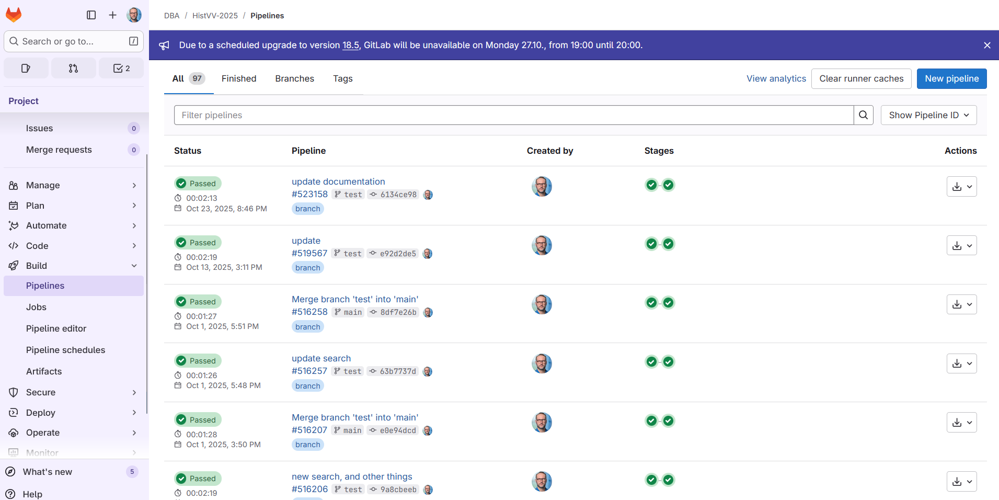 DBA / HistVV-2025 / Pipelines
Search or go to... /
2
Due to a scheduled upgrade to version 18.5, GitLab will be unavailable on Monday 27.10., from 19:00 until 20:00.
Project
Issues 0
Merge requests 0
Manage
Plan
Automate
Code
Build
Pipelines
Jobs
Pipeline editor
Pipeline schedules
Artifacts
Secure
Deploy
Operate
Monitor
What's new 5
Help
All 97 Finished Branches Tags
View analytics Clear runner caches New pipeline
Filter pipelines Show Pipeline ID
Status Pipeline Created by Stages Actions
Passed
00:02:13
Oct 23, 2025, 8:46 PM
update documentation
#523158 test 6134ce98
branch
Passed
00:02:19
Oct 13, 2025, 3:11 PM
update
#519567 test e92d2de5
branch
Passed
00:01:27
Oct 1, 2025, 5:51 PM
Merge branch 'test' into 'main'
#516258 main 8df7e26b
branch
Passed
00:01:26
Oct 1, 2025, 5:48 PM
update search
#516257 test 63b7737d
branch
Passed
00:01:28
Oct 1, 2025, 3:50 PM
Merge branch 'test' into 'main'
#516207 main e0e94dcd
branch
Passed
00:02:19
new search, and other things
#516206 test 9a8cbeeb